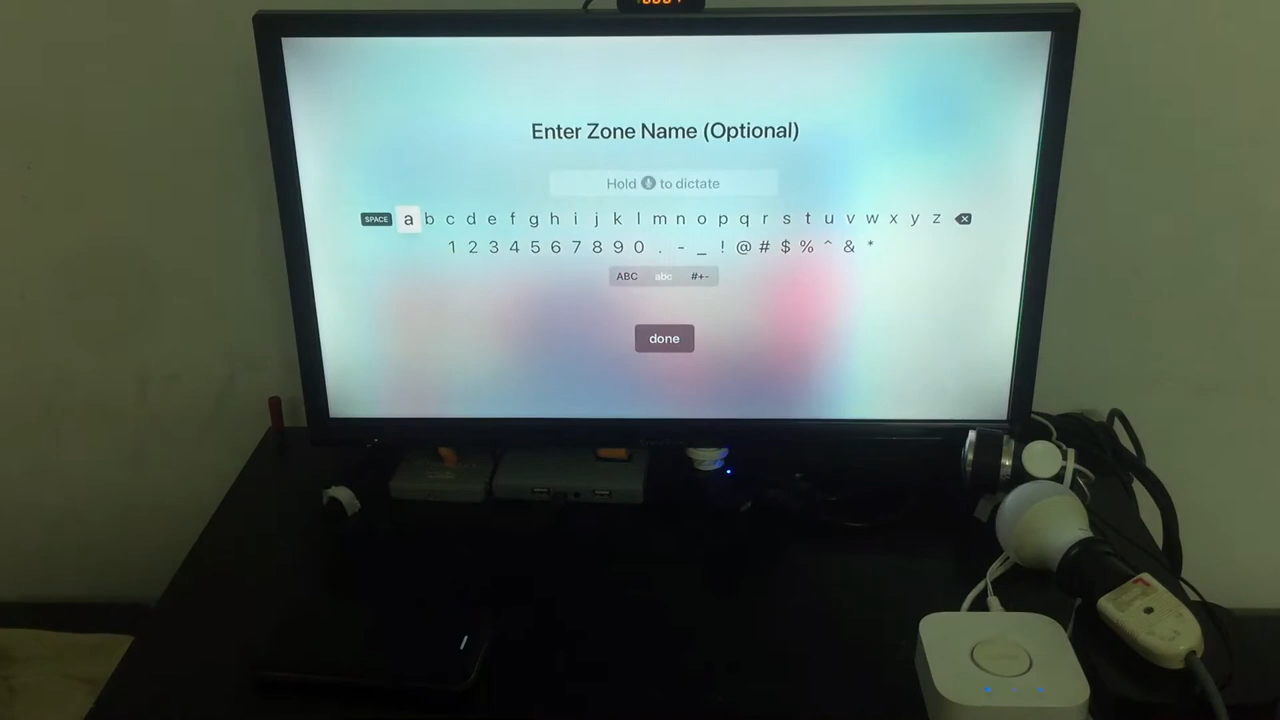 Enter Zone Name (Optional)
Hold to dictate
SPACE a b c d e f g h i j k l m n o p q r s t u v w x y z
1 2 3 4 5 6 7 8 9 0 . - _ ! @ # $ % ^ & *
ABC abc #+-
done